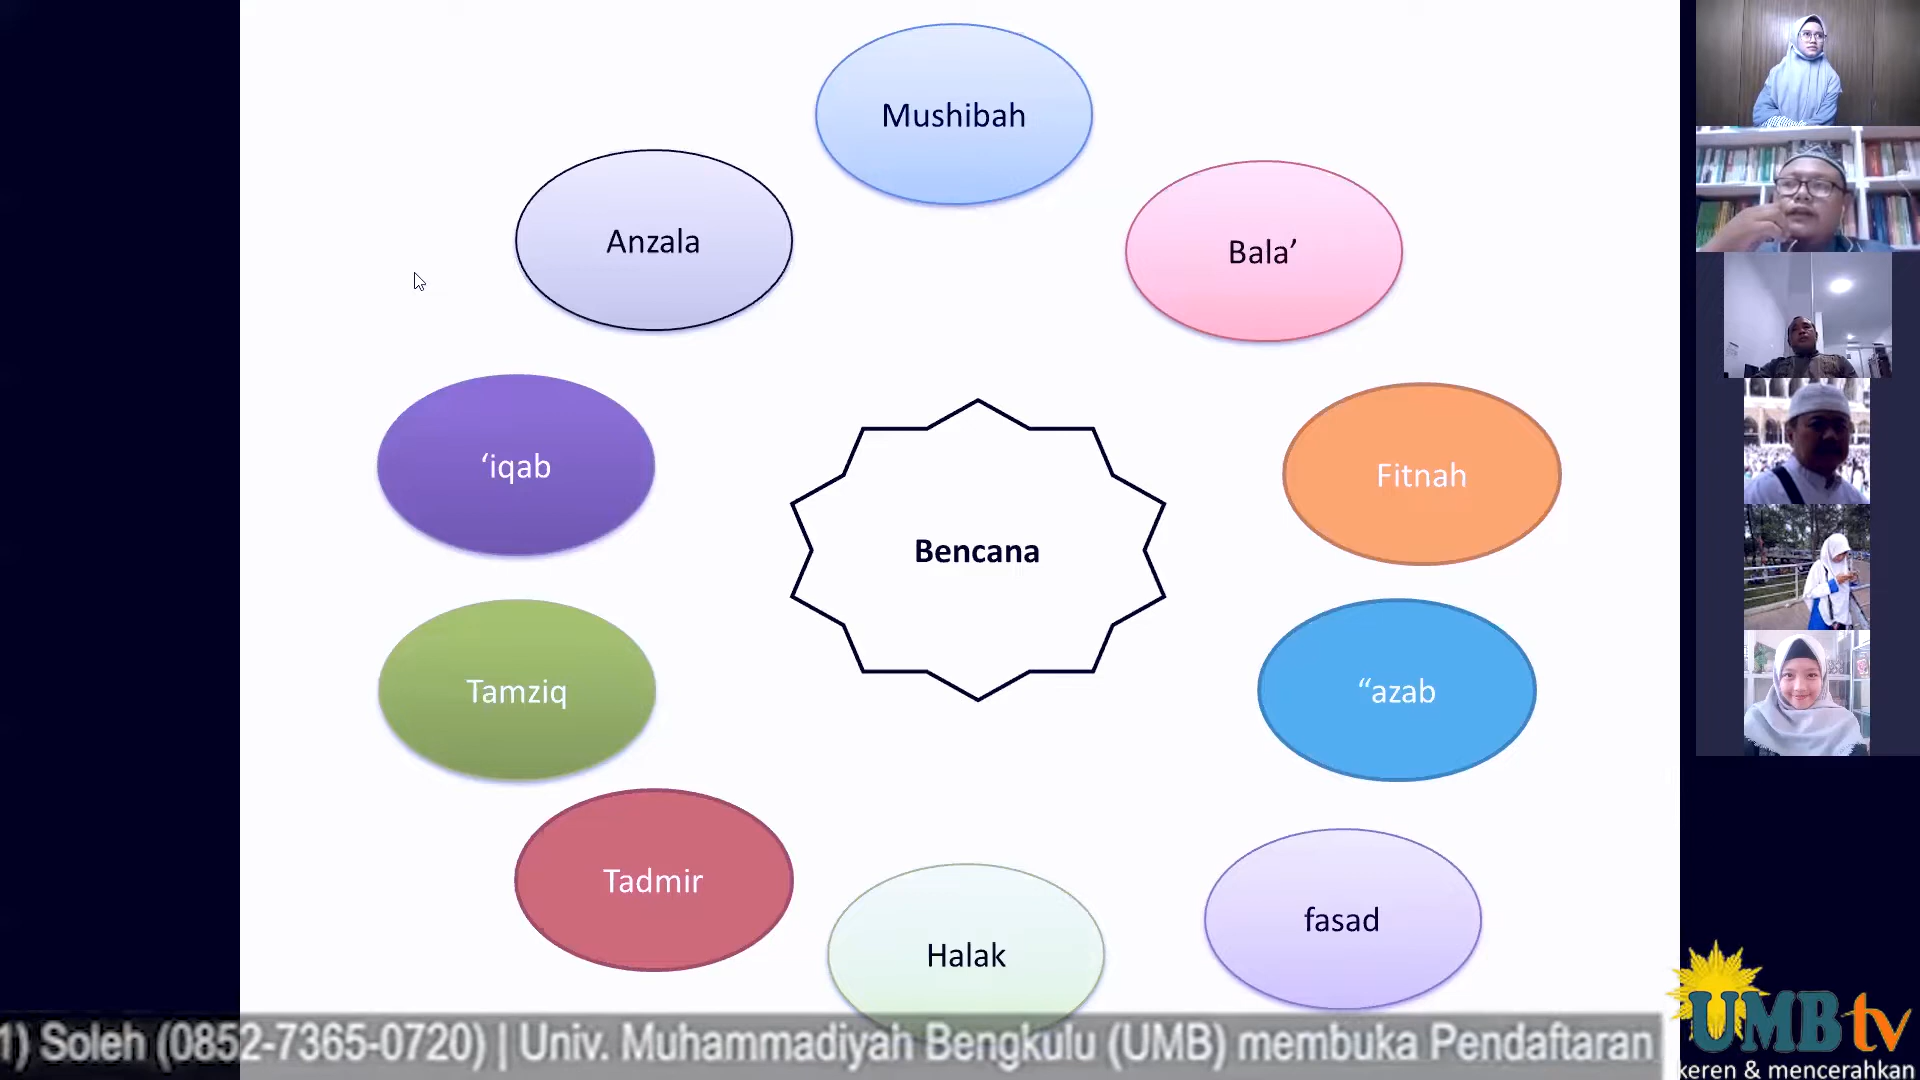 Mushibah
Anzala
Bala’
‘iqab
Fitnah
Bencana
Tamziq
“azab
Tadmir
fasad
Halak
1) Soleh (0852-7365-0720) | Univ. Muhammadiyah Bengkulu (UMB) membuka Pendaftaran
UMBtv
keren & mencerahkan